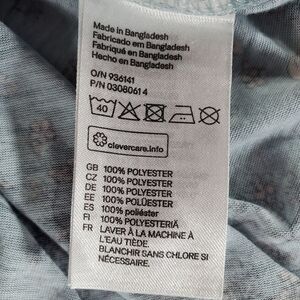 Made in Bangladesh
Fabricado em Bangladesh
Fabriqué en Bangladesh
Hecho en Bangladesh
O/N 936141
P/N 03080614
40
clevercare.info
GB 100% POLYESTER
CZ 100% POLYESTER
DE 100% POLYESTER
EE 100% POLÜESTER
ES 100% poliéster
FI 100% POLYESTERIÄ
FR LAVER À LA MACHINE À
L'EAU TIÈDE.
BLANCHIR SANS CHLORE SI
NÉCESSAIRE.